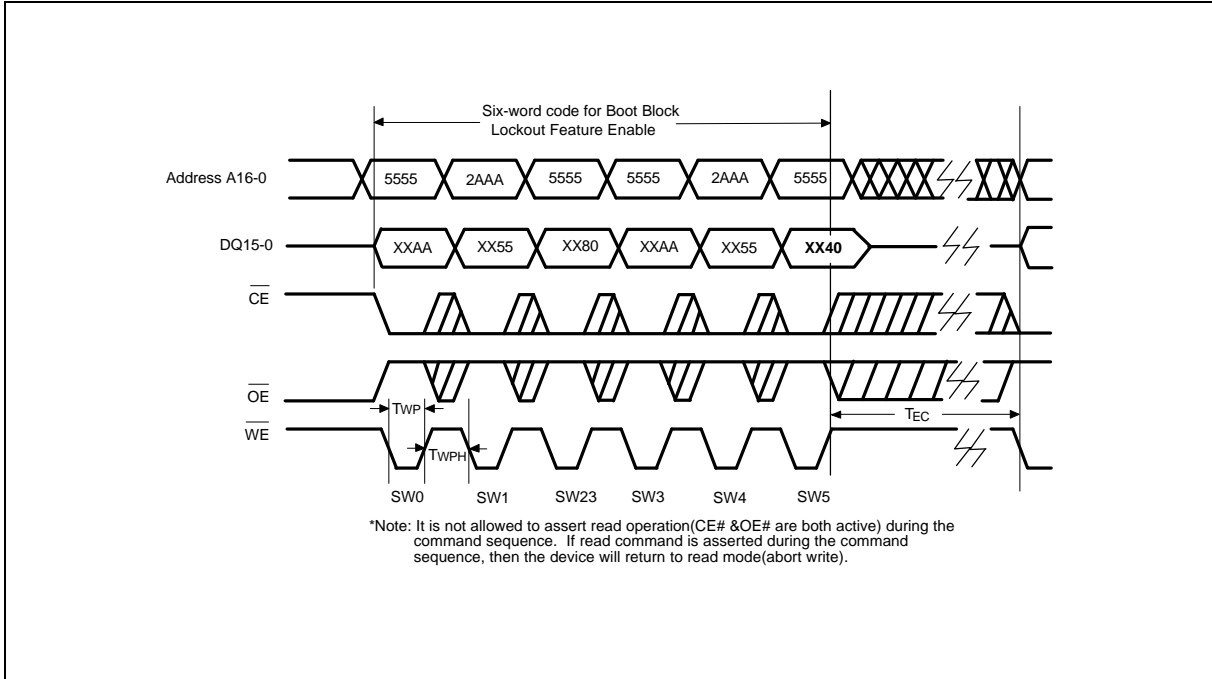 Six-word code for Boot Block
Lockout Feature Enable
Address A16-0
5555
2AAA
5555
5555
2AAA
5555
DQ15-0
XXAA
XX55
XX80
XXAA
XX55
XX40
CE
OE
TWP
TEC
WE
TWPH
SW0
SW1
SW23
SW3
SW4
SW5
*Note: It is not allowed to assert read operation(CE# &OE# are both active) during the
command sequence. If read command is asserted during the command
sequence, then the device will return to read mode(abort write).